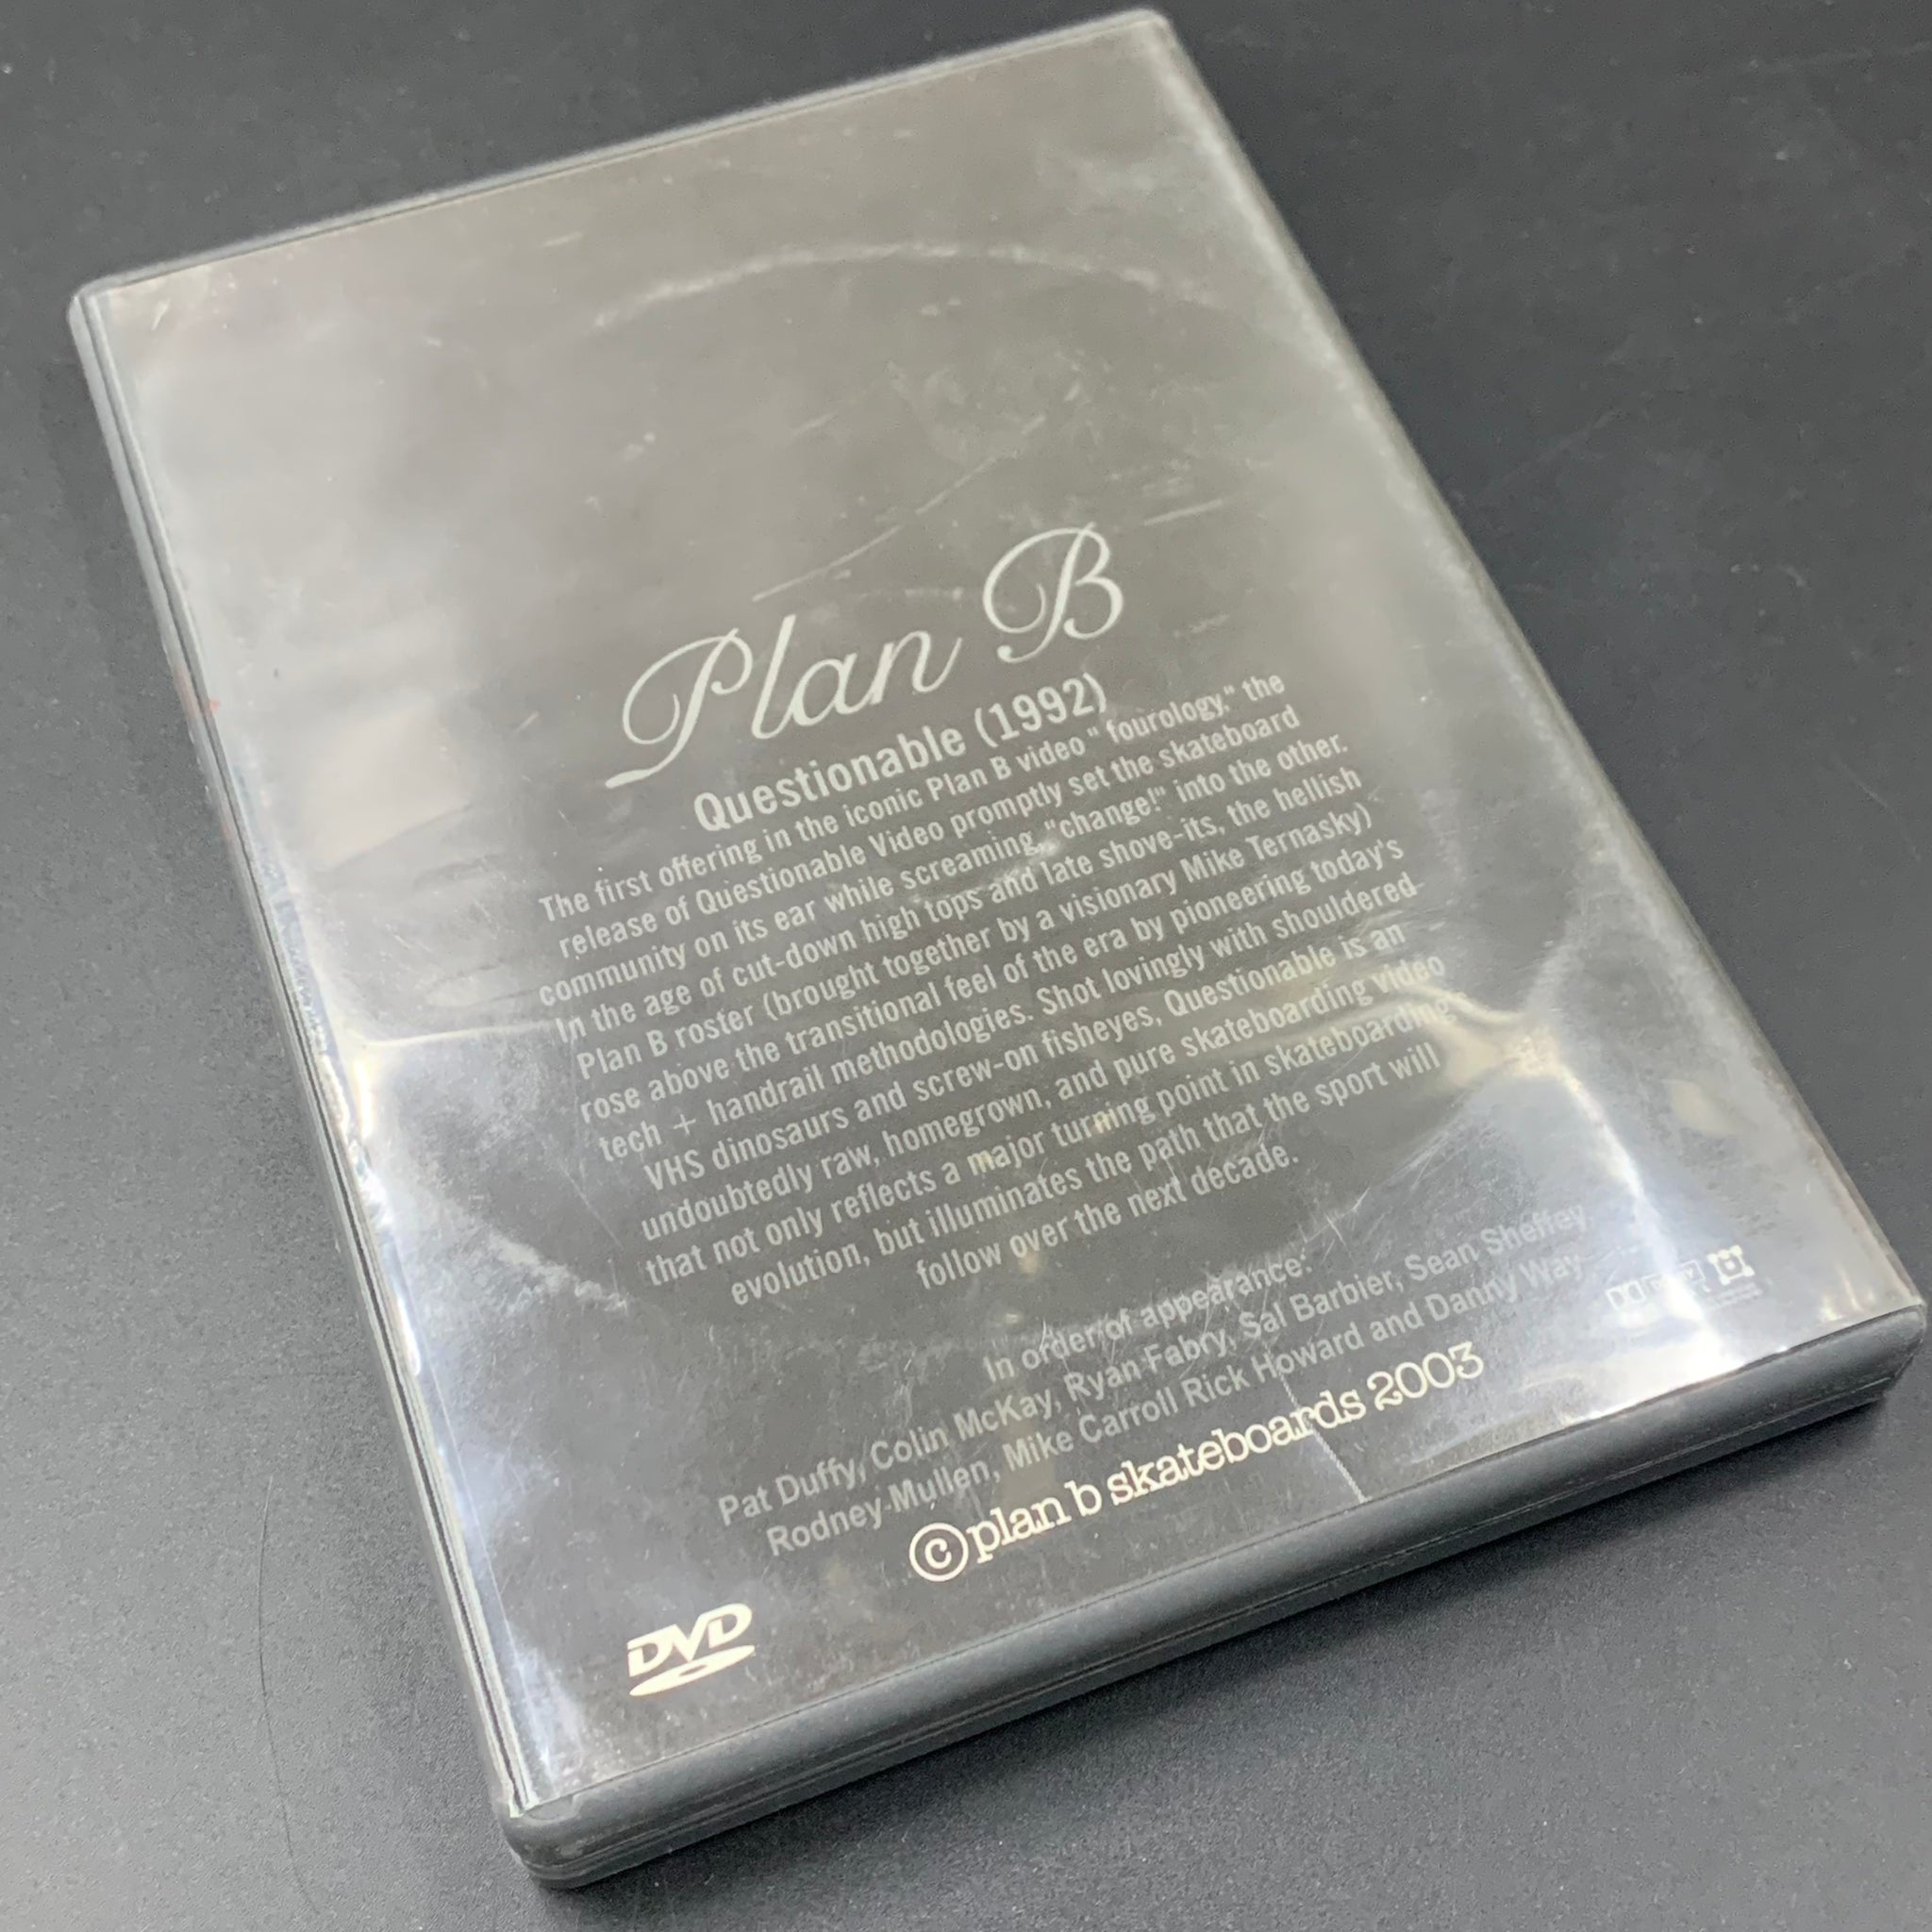 Plan B
Questionable (1992)
The first offering in the iconic Plan B video " fourology," the
release of Questionable Video promptly set the skateboard
community on its ear while screaming, "change!" into the other.
In the age of cut-down high tops and late shove-its, the hellish
Plan B roster (brought together by a visionary Mike Ternasky)
rose above the transitional feel of the era by pioneering today's
tech + handrail methodologies. Shot lovingly with shouldered
VHS dinosaurs and screw-on fisheyes, Questionable is an
undoubtedly raw, homegrown, and pure skateboarding video
that not only reflects a major turning point in skateboarding's
evolution, but illuminates the path that the sport will
follow over the next decade.
In order of appearance:
Pat Duffy, Colin McKay, Ryan Fabry, Sal Barbier, Sean Sheffey
Rodney Mullen, Mike Carroll Rick Howard and Danny Way
©plan b skateboards 2003
DVD